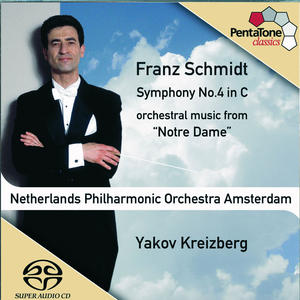 PentaTone
classics
Franz Schmidt
Symphony No.4 in C
orchestral music from
"Notre Dame"
Netherlands Philharmonic Orchestra Amsterdam
Yakov Kreizberg
SUPER AUDIO CD